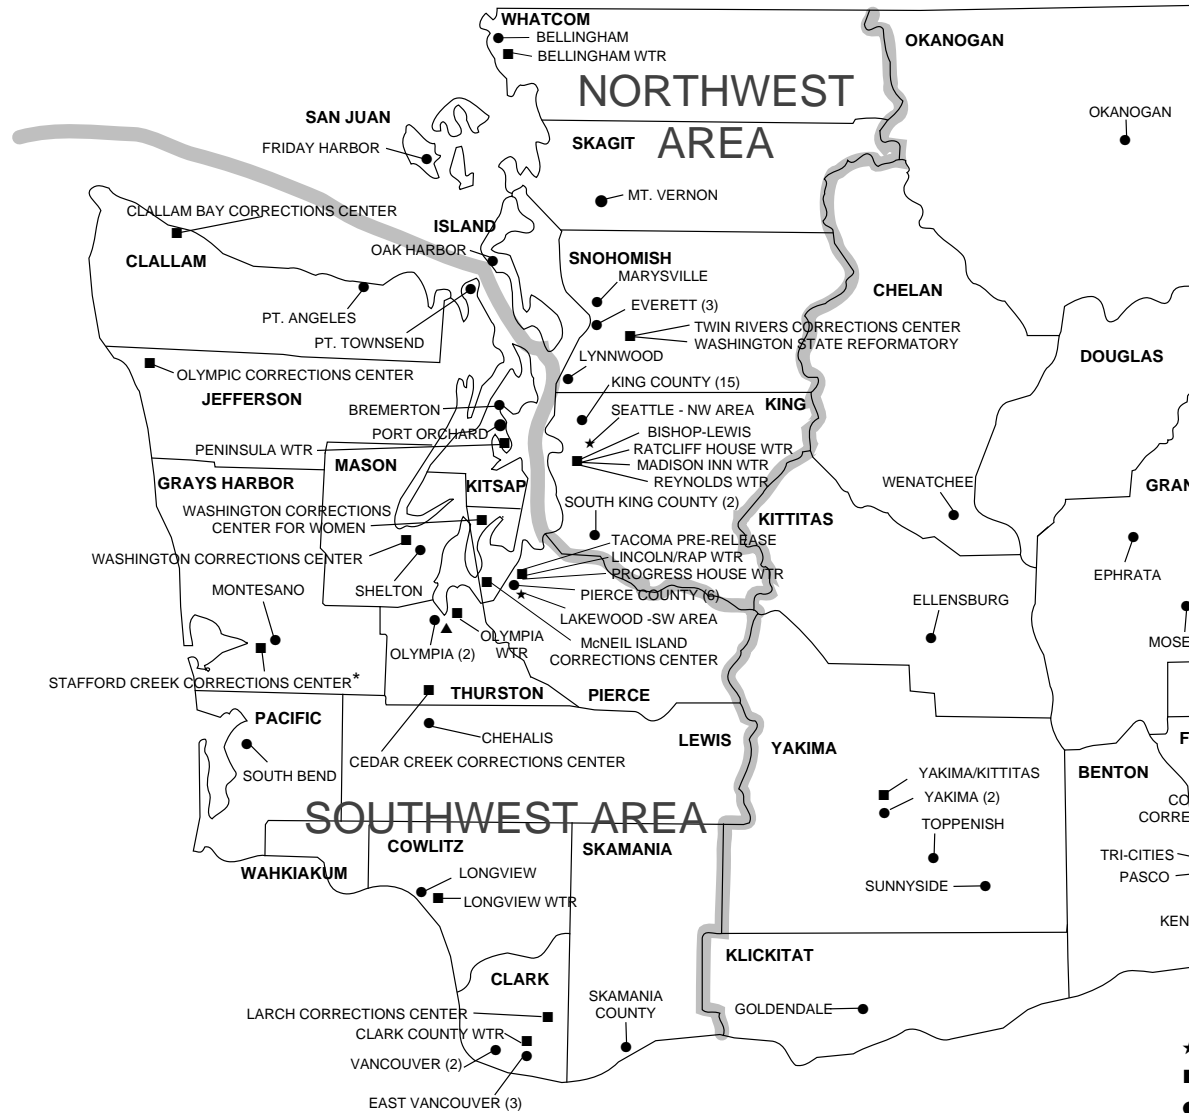 WHATCOM
BELLINGHAM
BELLINGHAM WTR
OKANOGAN
NORTHWEST
AREA
OKANOGAN
SAN JUAN
FRIDAY HARBOR
SKAGIT
MT. VERNON
CLALLAM BAY CORRECTIONS CENTER
ISLAND
OAK HARBOR
CLALLAM
SNOHOMISH
MARYSVILLE
CHELAN
EVERETT (3)
PT. ANGELES
PT. TOWNSEND
TWIN RIVERS CORRECTIONS CENTER
WASHINGTON STATE REFORMATORY
LYNNWOOD
DOUGLAS
OLYMPIC CORRECTIONS CENTER
KING COUNTY (15)
JEFFERSON
BREMERTON
SEATTLE - NW AREA
KING
PORT ORCHARD
BISHOP-LEWIS
PENINSULA WTR
RATCLIFF HOUSE WTR
MASON
MADISON INN WTR
GRAYS HARBOR
KITSAP
REYNOLDS WTR
WENATCHEE
GRAN
SOUTH KING COUNTY (2)
WASHINGTON CORRECTIONS
CENTER FOR WOMEN
KITTITAS
TACOMA PRE-RELEASE
WASHINGTON CORRECTIONS CENTER
LINCOLN/RAP WTR
PROGRESS HOUSE WTR
EPHRATA
MONTESANO
SHELTON
PIERCE COUNTY (6)
ELLENSBURG
LAKEWOOD -SW AREA
OLYMPIA
WTR
OLYMPIA (2)
McNEIL ISLAND
CORRECTIONS CENTER
MOSE
STAFFORD CREEK CORRECTIONS CENTER*
THURSTON
PIERCE
PACIFIC
CHEHALIS
LEWIS
YAKIMA
F
CEDAR CREEK CORRECTIONS CENTER
SOUTH BEND
YAKIMA/KITTITAS
BENTON
YAKIMA (2)
CO
CORRE
SOUTHWEST AREA
TOPPENISH
COWLITZ
SKAMANIA
TRI-CITIES
WAHKIAKUM
LONGVIEW
PASCO
SUNNYSIDE
LONGVIEW WTR
KEN
KLICKITAT
CLARK
SKAMANIA
COUNTY
GOLDENDALE
LARCH CORRECTIONS CENTER
CLARK COUNTY WTR
VANCOUVER (2)
EAST VANCOUVER (3)